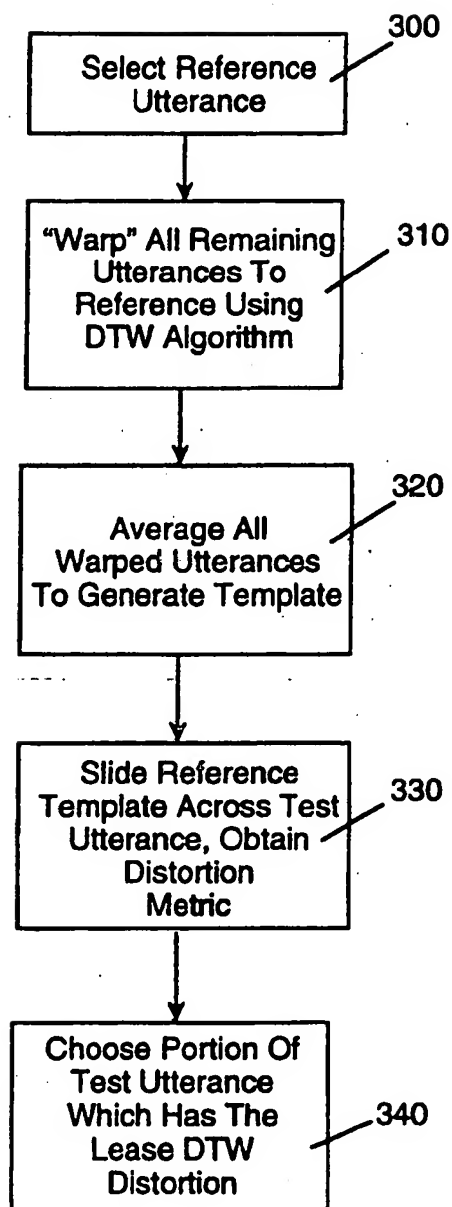 300
Select Reference
Utterance
310
"Warp" All Remaining
Utterances To
Reference Using
DTW Algorithm
320
Average All
Warped Utterances
To Generate Template
330
Slide Reference
Template Across Test
Utterance, Obtain
Distortion
Metric
340
Choose Portion Of
Test Utterance
Which Has The
Lease DTW
Distortion